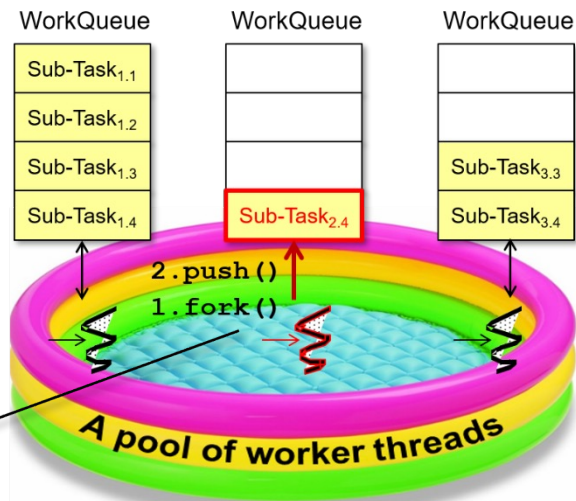 WorkQueue WorkQueue WorkQueue
Sub-Task1.1
Sub-Task1.2
Sub-Task1.3 Sub-Task3.3
Sub-Task1.4 Sub-Task2.4 Sub-Task3.4
2.push()
1.fork()
A pool of worker threads